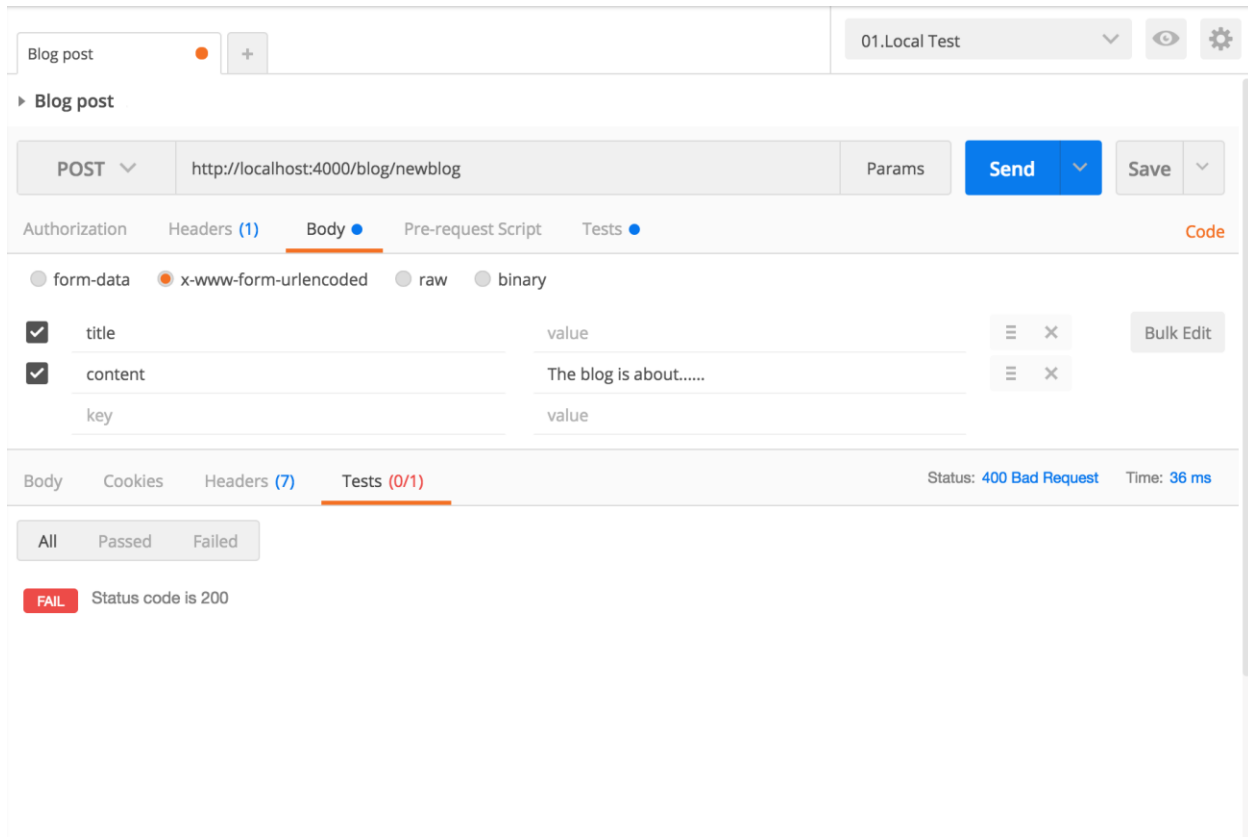 Blog post
+
01.Local Test
Blog post
POST http://localhost:4000/blog/newblog Params Send Save
Authorization Headers (1) Body Pre-request Script Tests Code
form-data x-www-form-urlencoded raw binary
title value Bulk Edit
content The blog is about......
key value
Body Cookies Headers (7) Tests (0/1) Status: 400 Bad Request Time: 36 ms
All Passed Failed
FAIL Status code is 200